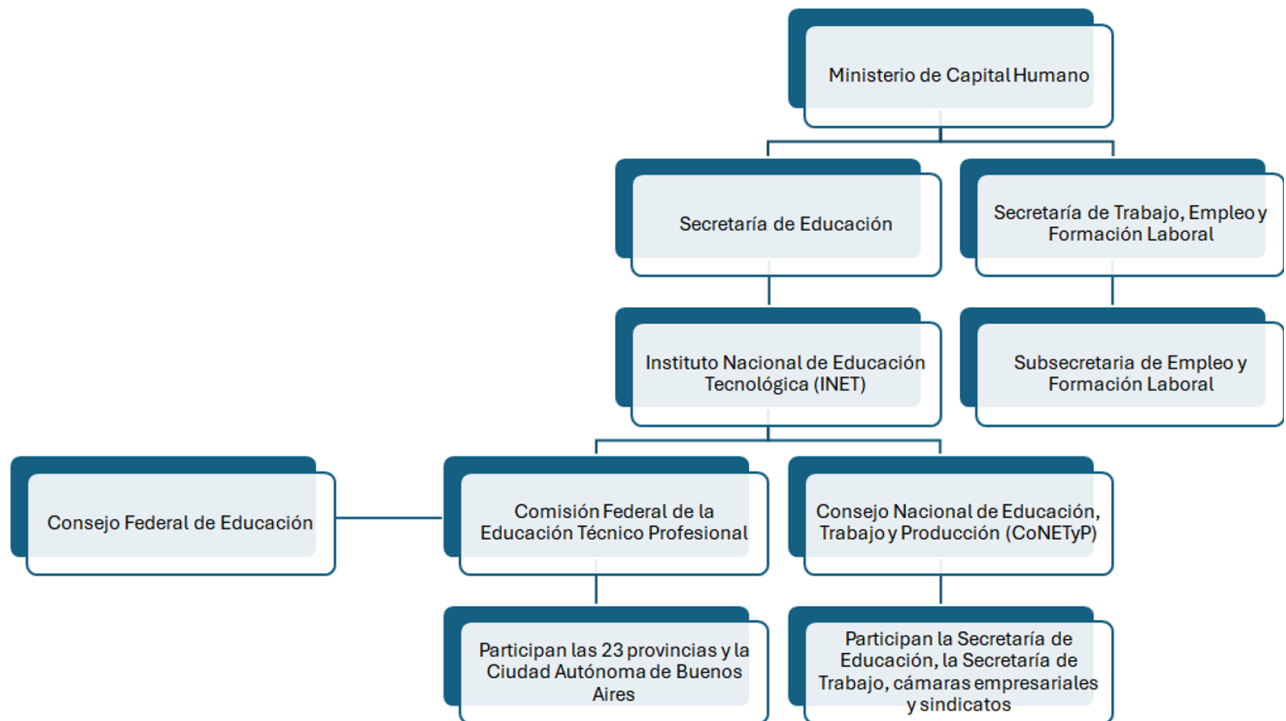 Ministerio de Capital Humano
Secretaría de Educación
Secretaría de Trabajo, Empleo y
Formación Laboral
Instituto Nacional de Educación
Tecnológica (INET)
Subsecretaria de Empleo y
Formación Laboral
Consejo Federal de Educación
Comisión Federal de la
Educación Técnico Profesional
Consejo Nacional de Educación,
Trabajo y Producción (CoNETyP)
Participan las 23 provincias y la
Ciudad Autónoma de Buenos
Aires
Participan la Secretaría de
Educación, la Secretaría de
Trabajo, cámaras empresariales
y sindicatos